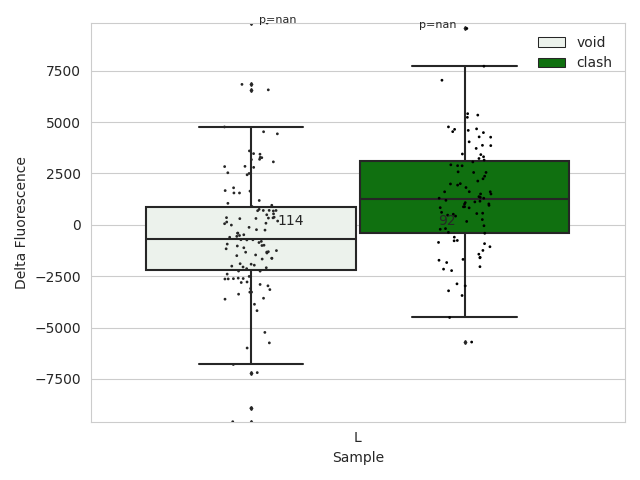 p=nan
p=nan
void
clash
7500
5000
2500
0
−2500
−5000
−7500
114
92
Delta Fluorescence
L
Sample